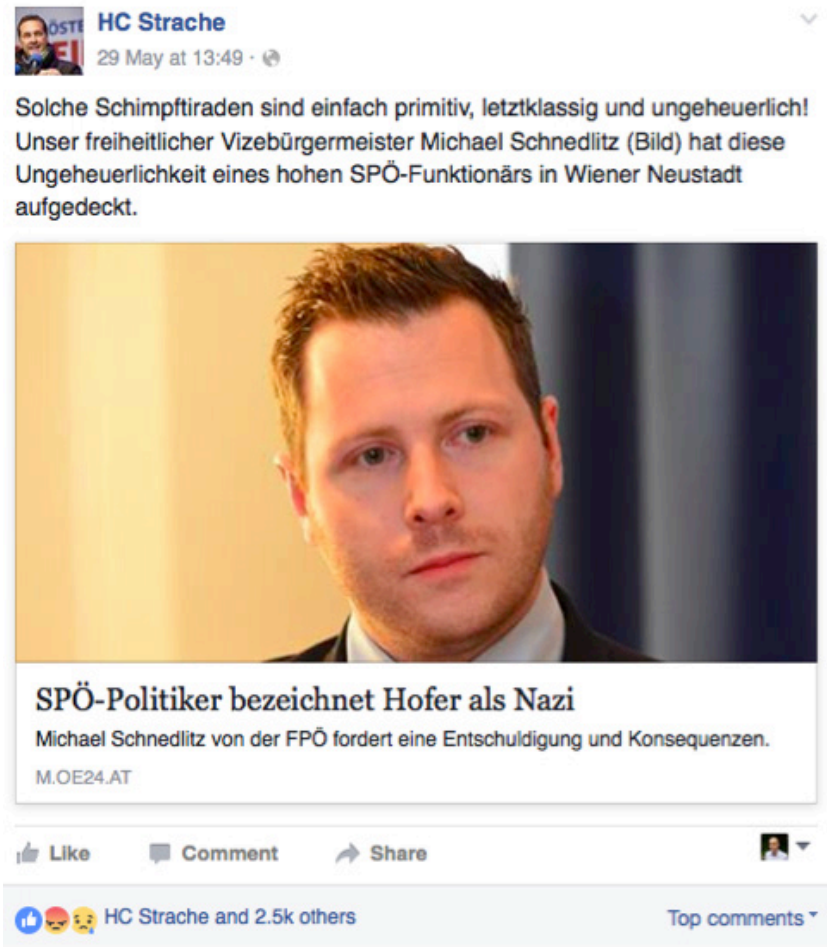 HC Strache
29 May at 13:49 ·
Solche Schimpftiraden sind einfach primitiv, letztklassig und ungeheuerlich!
Unser freiheitlicher Vizebürgermeister Michael Schnedlitz (Bild) hat diese
Ungeheuerlichkeit eines hohen SPÖ-Funktionärs in Wiener Neustadt
aufgedeckt.
SPÖ-Politiker bezeichnet Hofer als Nazi
Michael Schnedlitz von der FPÖ fordert eine Entschuldigung und Konsequenzen.
M.OE24.AT
Like Comment Share
HC Strache and 2.5k others Top comments